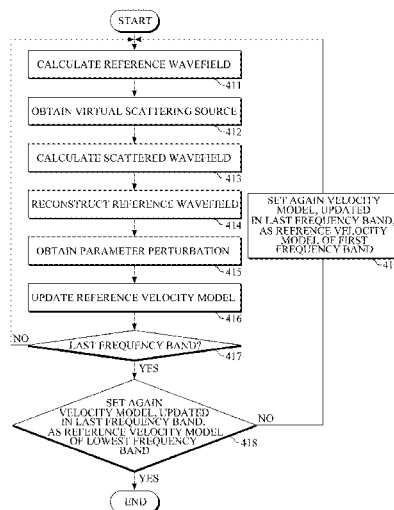 START
CALCULATE REFERENCE WAVEFIELD
411
OBTAIN VIRTUAL SCATTERING SOURCE
412
CALCULATE SCATTERED WAVEFIELD
413
RECONSTRUCT REFERENCE WAVEFIELD
414
OBTAIN PARAMETER PERTURBATION
415
UPDATE REFERENCE VELOCITY MODEL
416
SET AGAIN VELOCITY
MODEL, UPDATED
IN LAST FREQUENCY BAND,
AS REFERENCE VELOCITY
MODEL OF FIRST
FREQUENCY BAND
NO
LAST FREQUENCY BAND?
417
YES
SET AGAIN
VELOCITY MODEL, UPDATED
IN LAST FREQUENCY BAND,
AS REFERENCE VELOCITY MODEL
OF LOWEST FREQUENCY
BAND
NO
418
YES
END